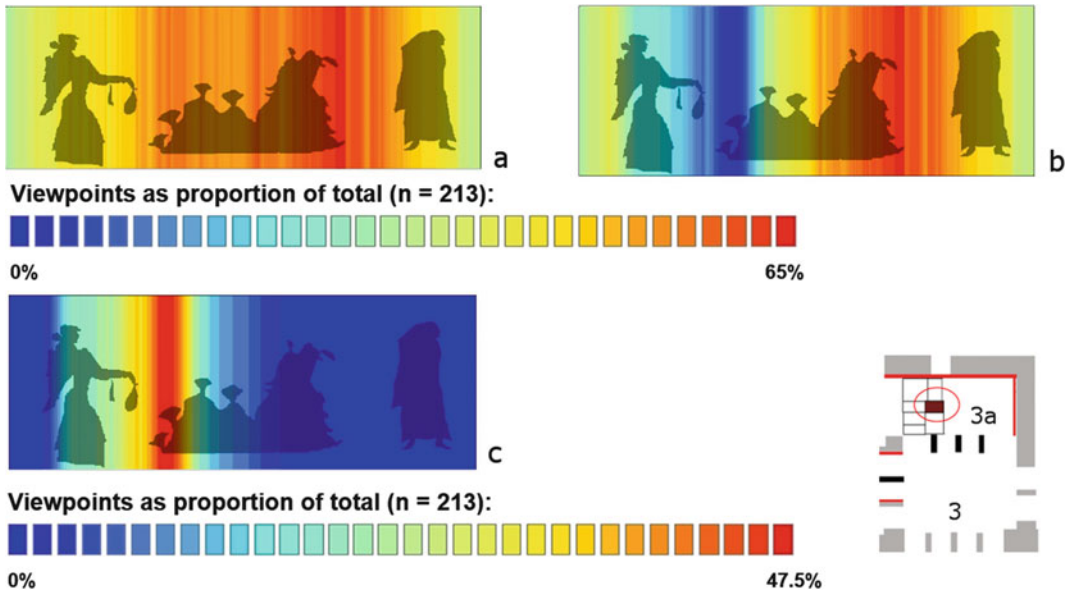 a
b
Viewpoints as proportion of total (n = 213):
0%
65%
c
Viewpoints as proportion of total (n = 213):
0%
47.5%
3a
3